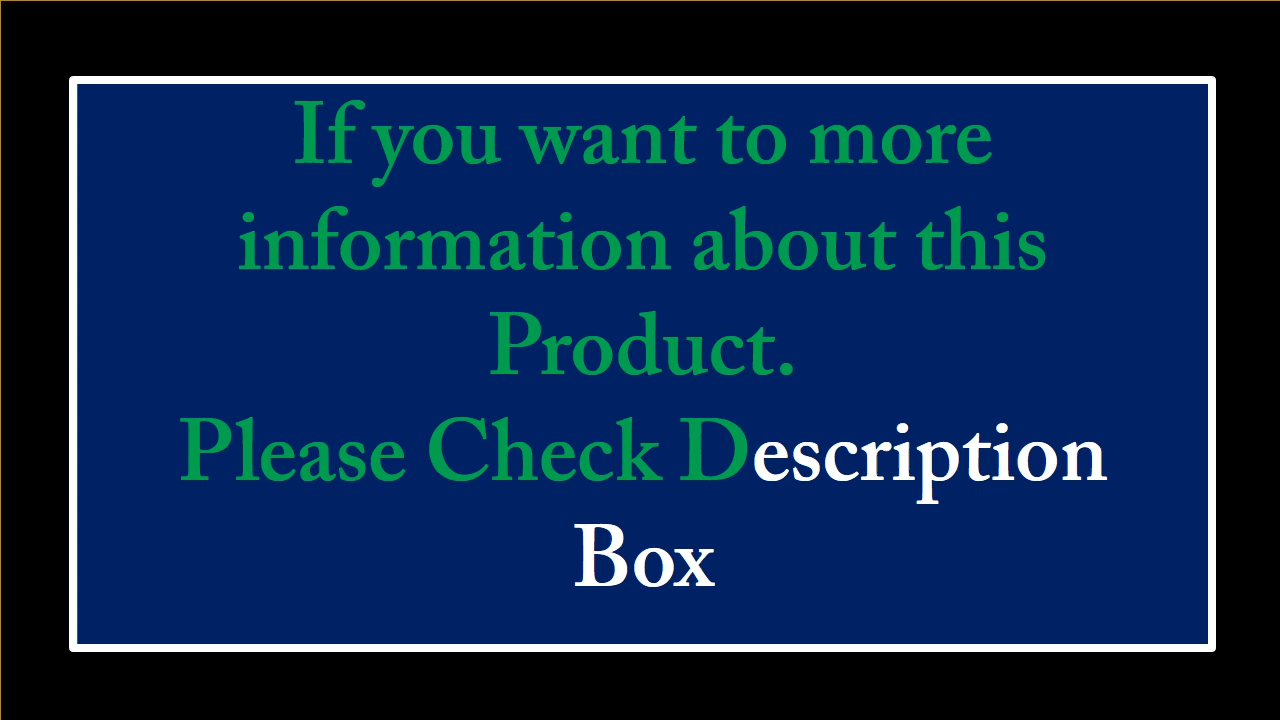 If you want to more
information about this
Product.
Please Check Description
Box